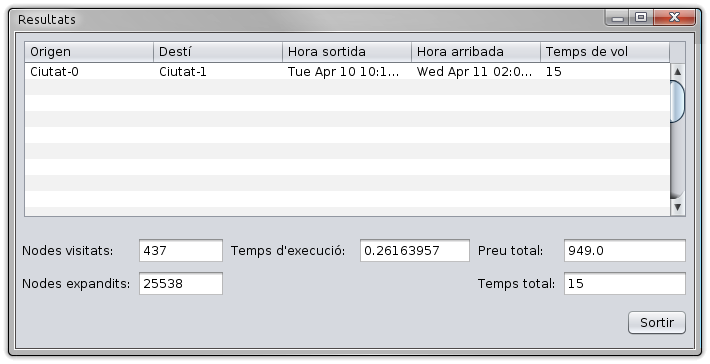 Resultats
Origen Destí Hora sortida Hora arribada Temps de vol
Ciutat-0 Ciutat-1 Tue Apr 10 10:1... Wed Apr 11 02:0... 15
Nodes visitats: 437 Temps d'execució: 0.26163957 Preu total: 949.0
Nodes expandits: 25538 Temps total: 15
Sortir